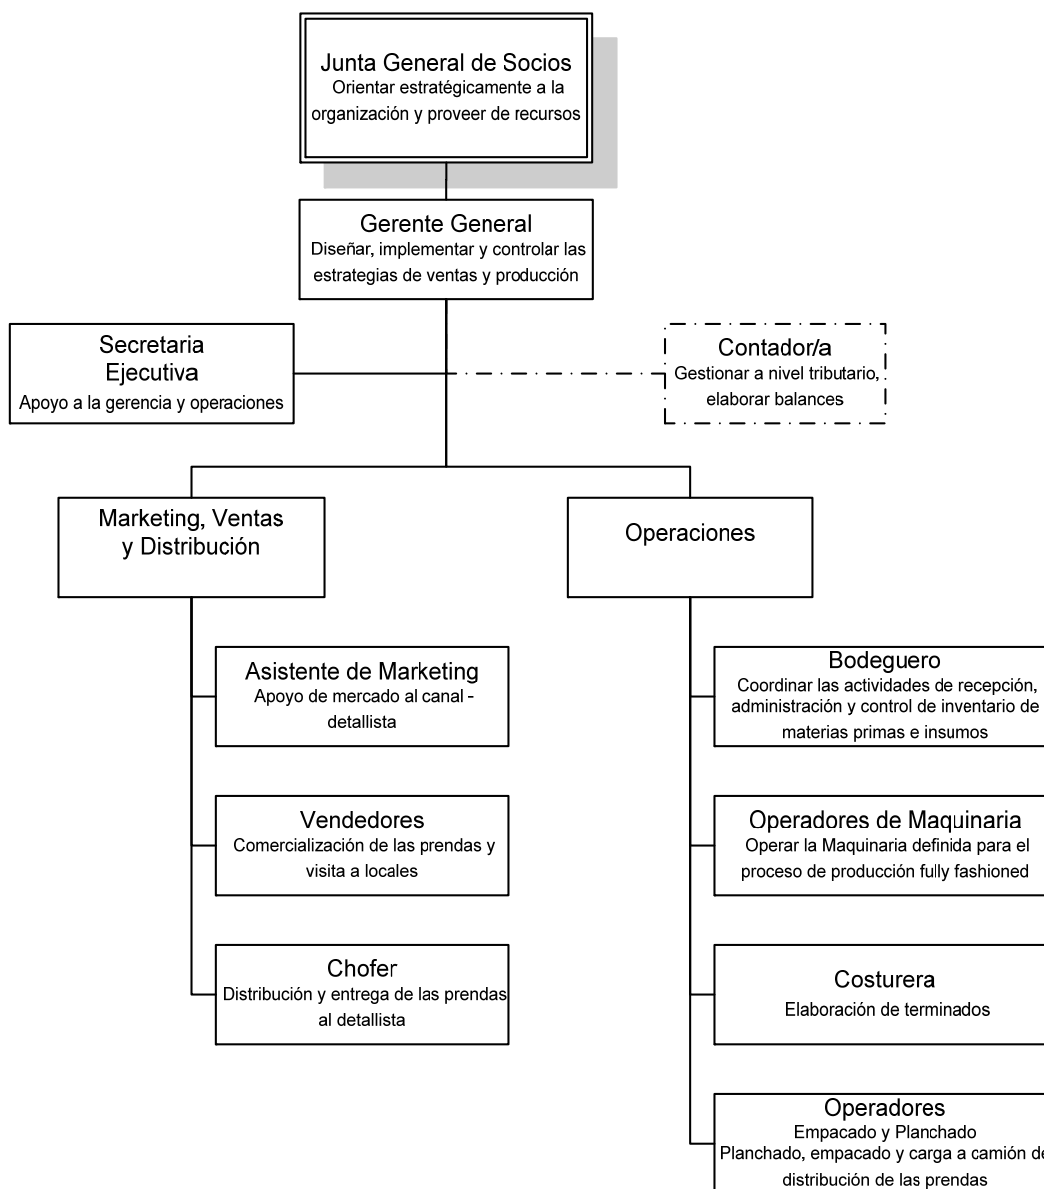 Junta General de Socios
Orientar estratégicamente a la
organización y proveer de recursos
Gerente General
Diseñar, implementar y controlar las
estrategias de ventas y producción
Secretaria
Ejecutiva
Apoyo a la gerencia y operaciones
Contador/a
Gestionar a nivel tributario,
elaborar balances
Marketing, Ventas
y Distribución
Operaciones
Asistente de Marketing
Apoyo de mercado al canal -
detallista
Vendedores
Comercialización de las prendas y
visita a locales
Chofer
Distribución y entrega de las prendas
al detallista
Bodeguero
Coordinar las actividades de recepción,
administración y control de inventario de
materias primas e insumos
Operadores de Maquinaria
Operar la Maquinaria definida para el
proceso de producción fully fashioned
Costurera
Elaboración de terminados
Operadores
Empacado y Planchado
Planchado, empacado y carga a camión de
distribución de las prendas